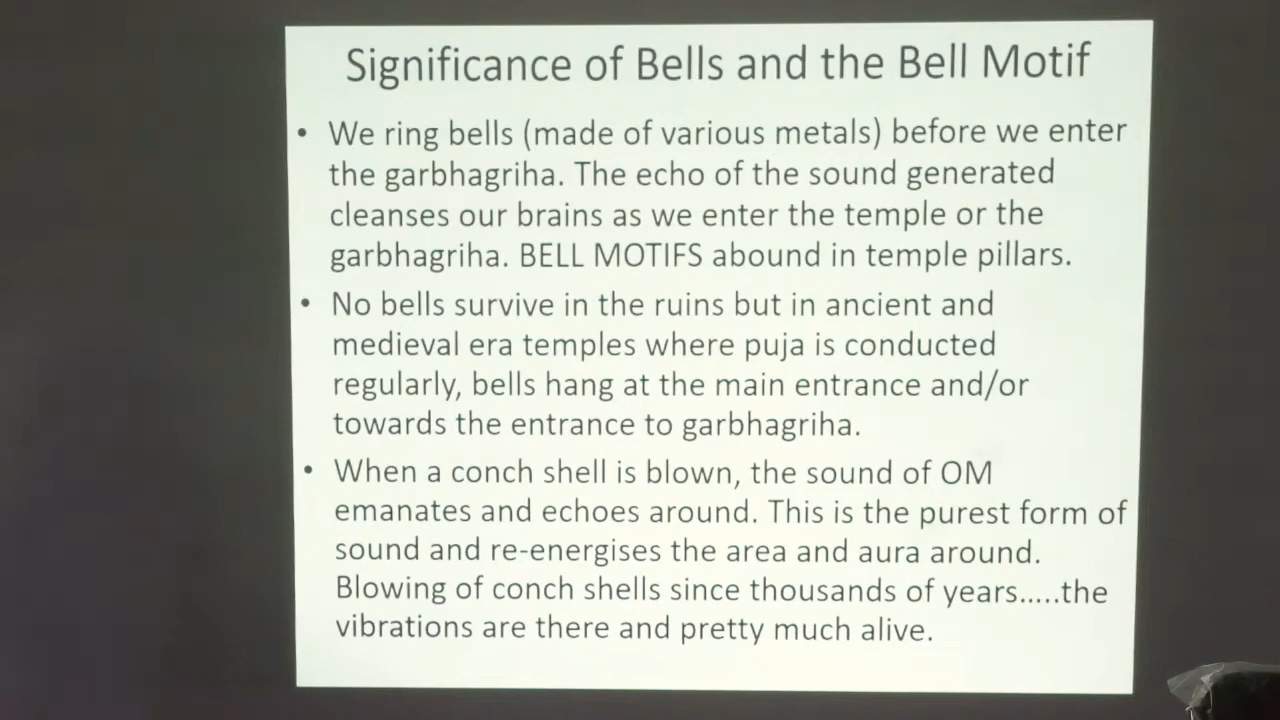 Significance of Bells and the Bell Motif
• We ring bells (made of various metals) before we enter
the garbhagriha. The echo of the sound generated
cleanses our brains as we enter the temple or the
garbhagriha. BELL MOTIFS abound in temple pillars.
• No bells survive in the ruins but in ancient and
medieval era temples where puja is conducted
regularly, bells hang at the main entrance and/or
towards the entrance to garbhagriha.
• When a conch shell is blown, the sound of OM
emanates and echoes around. This is the purest form of
sound and re-energises the area and aura around.
Blowing of conch shells since thousands of years.....the
vibrations are there and pretty much alive.